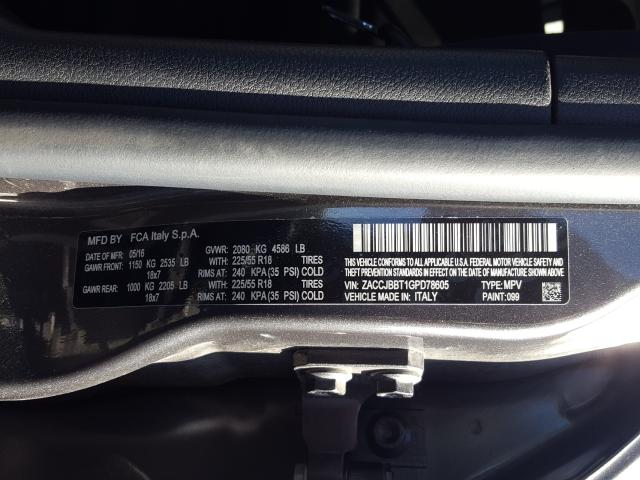 MFD BY FCA Italy S.p.A.
DATE OF MFD: 05/16 GVWR: 2080 KG 4586 LB
GAWR FRONT: 1150 KG 2535 LB WITH: 225/55 R18 TIRES
18x7 RIMS AT: 240 KPA (35 PSI) COLD
GAWR REAR: 1000 KG 2205 LB WITH: 225/55 R18 TIRES
18x7 RIMS AT: 240 KPA (35 PSI) COLD
THIS VEHICLE CONFORMS TO ALL
APPLICABLE U.S.A. FEDERAL MOTOR VEHICLE SAFETY,
BUMPER AND THEFT PREVENTION STANDARDS IN EFFECT
ON THE DATE OF MANUFACTURE SHOWN ABOVE.
VIN: ZACCJBBT1GPD78605 TYPE: MPV
VEHICLE MADE IN: ITALY PAINT: 099